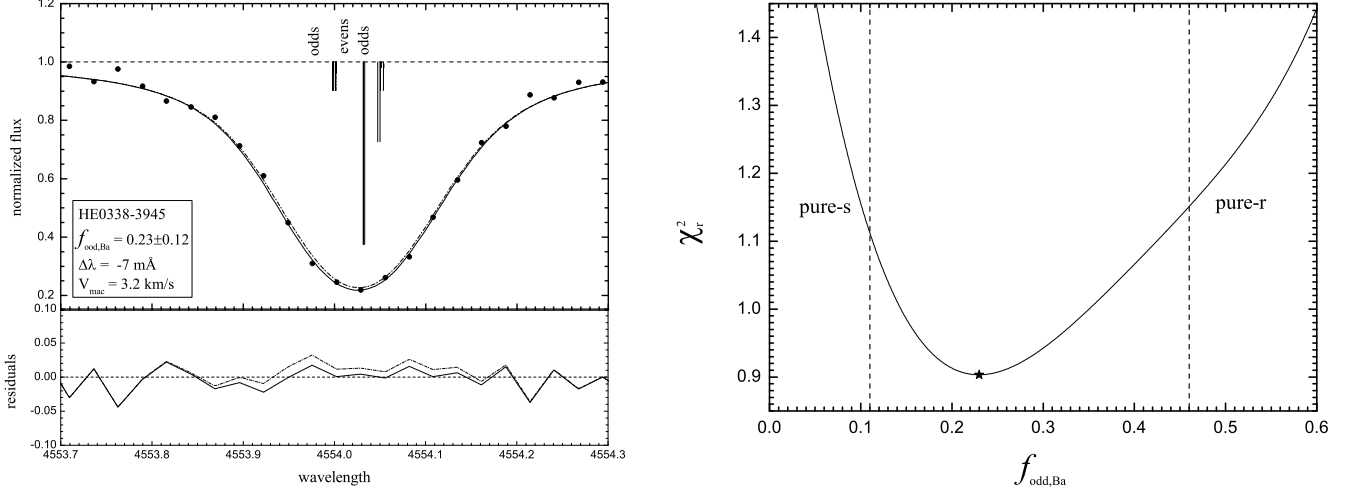 1.2
1.0
0.8
0.6
0.4
0.2
normalized flux
odds
evens
odds
HE0338-3945
f ood,Ba = 0.23±0.12
Δλ = -7 mÅ
V mac = 3.2 km/s
0.10
0.05
0.00
-0.05
-0.10
residuals
4553.7 4553.8 4553.9 4554.0 4554.1 4554.2 4554.3
wavelength
1.4
1.3
1.2
1.1
1.0
0.9
χ²r
pure-s
pure-r
0.0 0.1 0.2 0.3 0.4 0.5 0.6
f odd,Ba